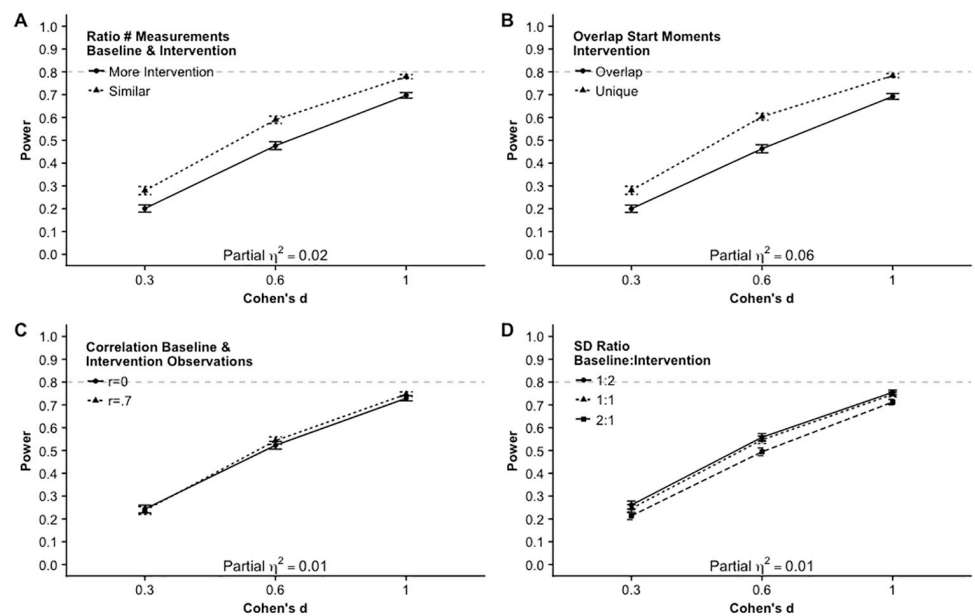 A
Ratio # Measurements
Baseline & Intervention
More Intervention
Similar
Power
1.0
0.9
0.8
0.7
0.6
0.5
0.4
0.3
0.2
0.1
0.0
Partial η² = 0.02
0.3 0.6 1
Cohen's d
B
Overlap Start Moments
Intervention
Overlap
Unique
Power
1.0
0.9
0.8
0.7
0.6
0.5
0.4
0.3
0.2
0.1
0.0
Partial η² = 0.06
0.3 0.6 1
Cohen's d
C
Correlation Baseline &
Intervention Observations
r=0
r=.7
Power
1.0
0.9
0.8
0.7
0.6
0.5
0.4
0.3
0.2
0.1
0.0
Partial η² = 0.01
0.3 0.6 1
Cohen's d
D
SD Ratio
Baseline:Intervention
1:2
1:1
2:1
Power
1.0
0.9
0.8
0.7
0.6
0.5
0.4
0.3
0.2
0.1
0.0
Partial η² = 0.01
0.3 0.6 1
Cohen's d